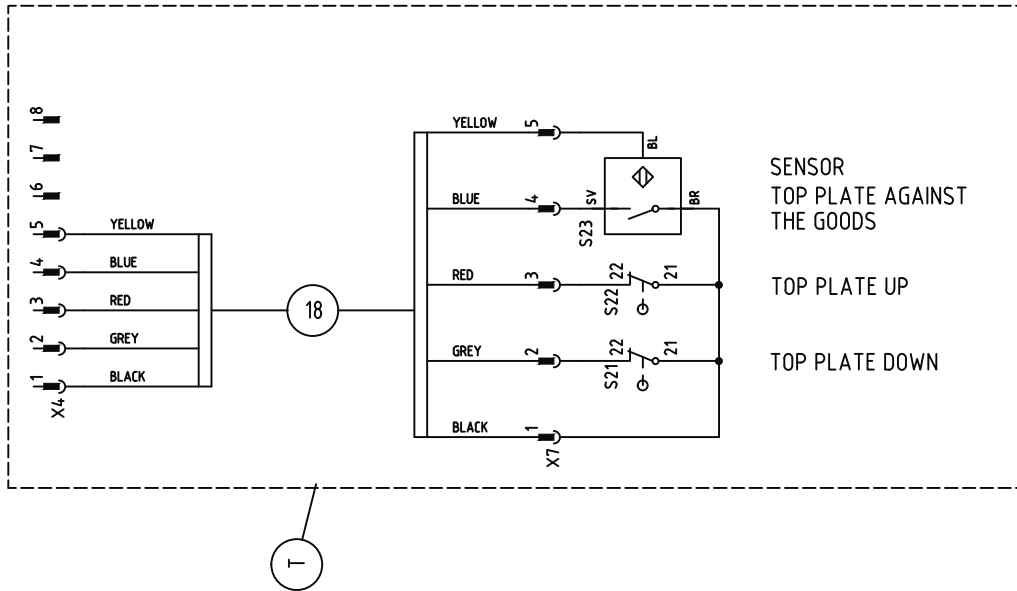 8
7
6
5 YELLOW
4 BLUE
3 RED
2 GREY
1 BLACK
X4
18
YELLOW 5
BL
BLUE 4 SV BR
S23
SENSOR
TOP PLATE AGAINST
THE GOODS
RED 3 22 21
S22
TOP PLATE UP
GREY 2 22 21
S21
TOP PLATE DOWN
BLACK 1
X7
T